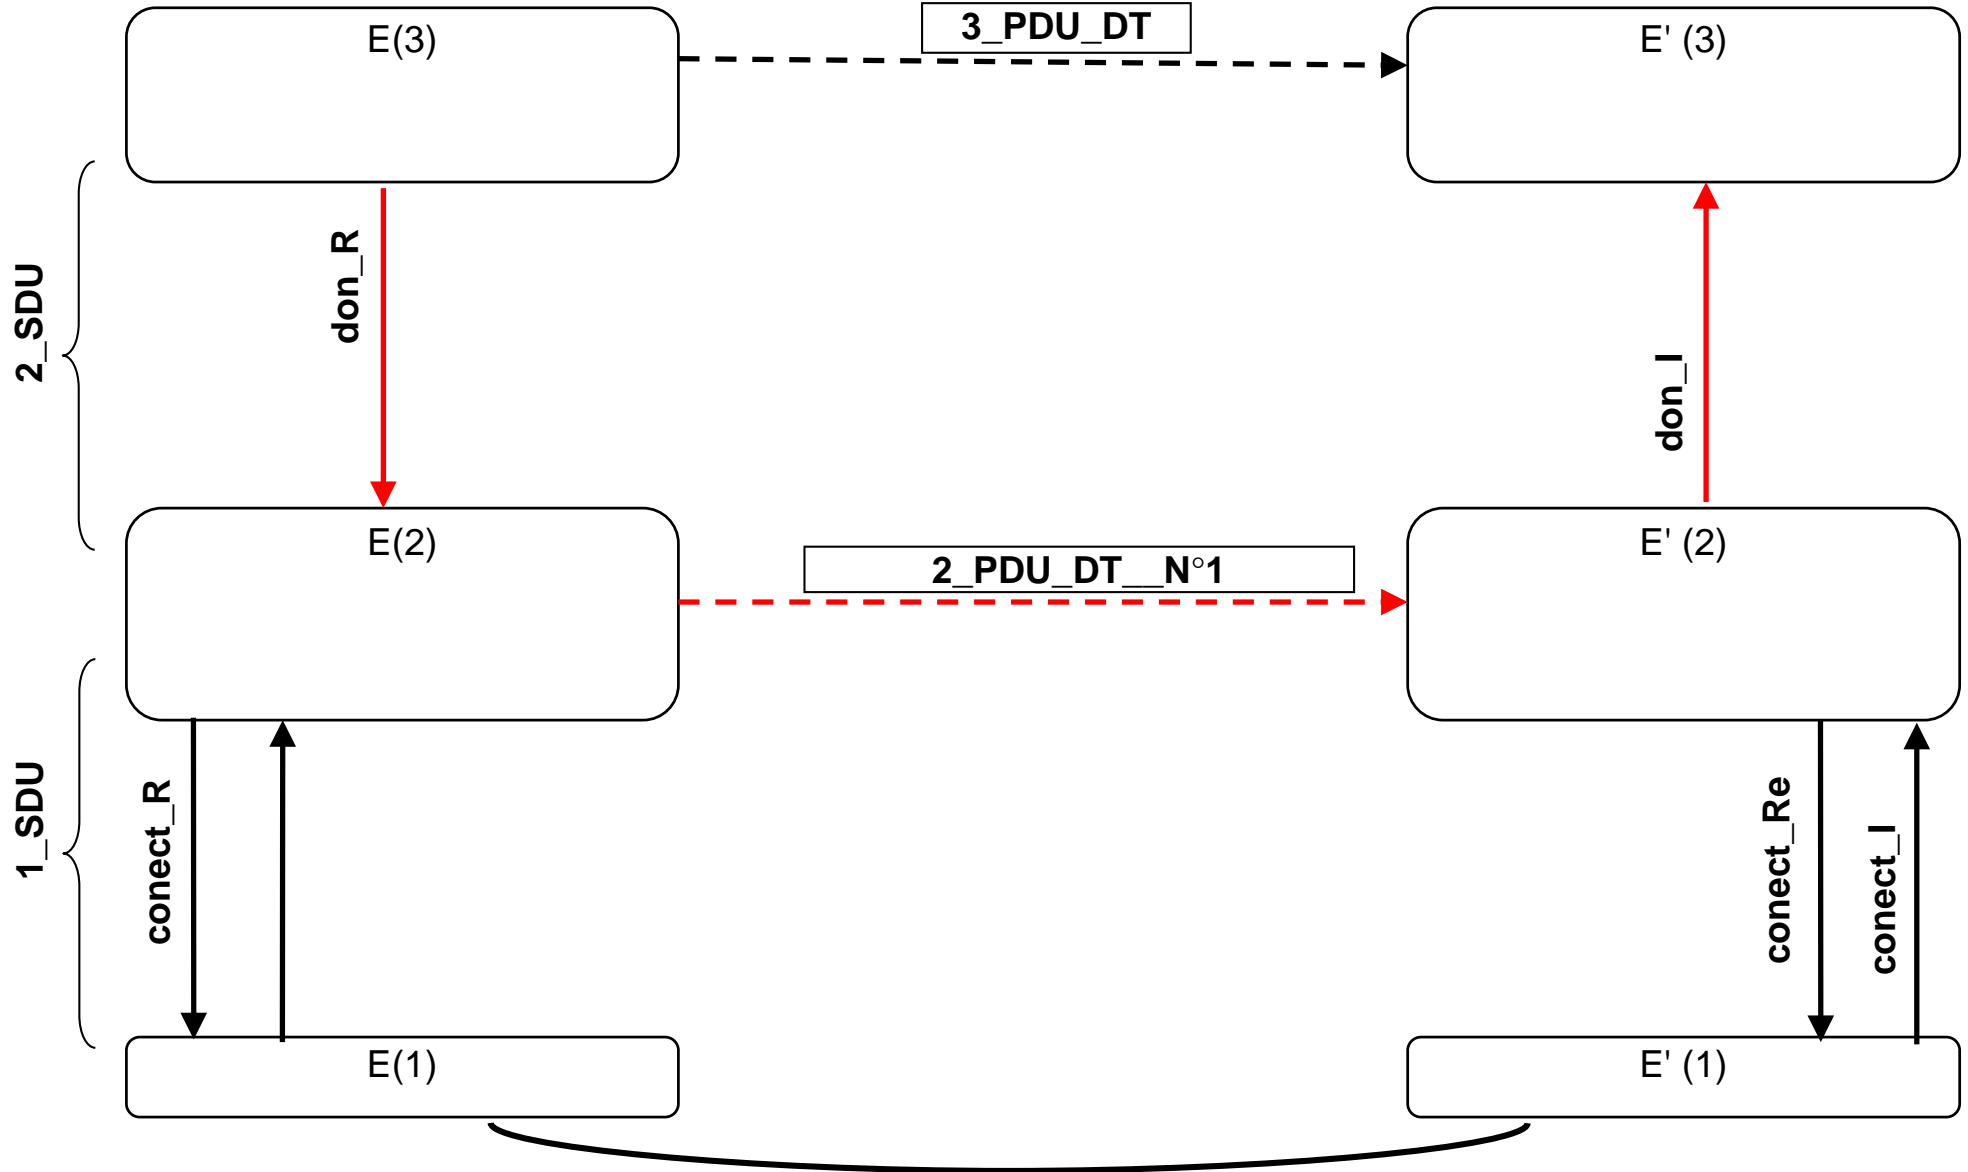 E(3)
3_PDU_DT
E' (3)
2_SDU
don_R
don_I
E(2)
2_PDU_DT__N°1
E' (2)
1_SDU
conect_R
conect_Re
conect_I
E(1)
E' (1)